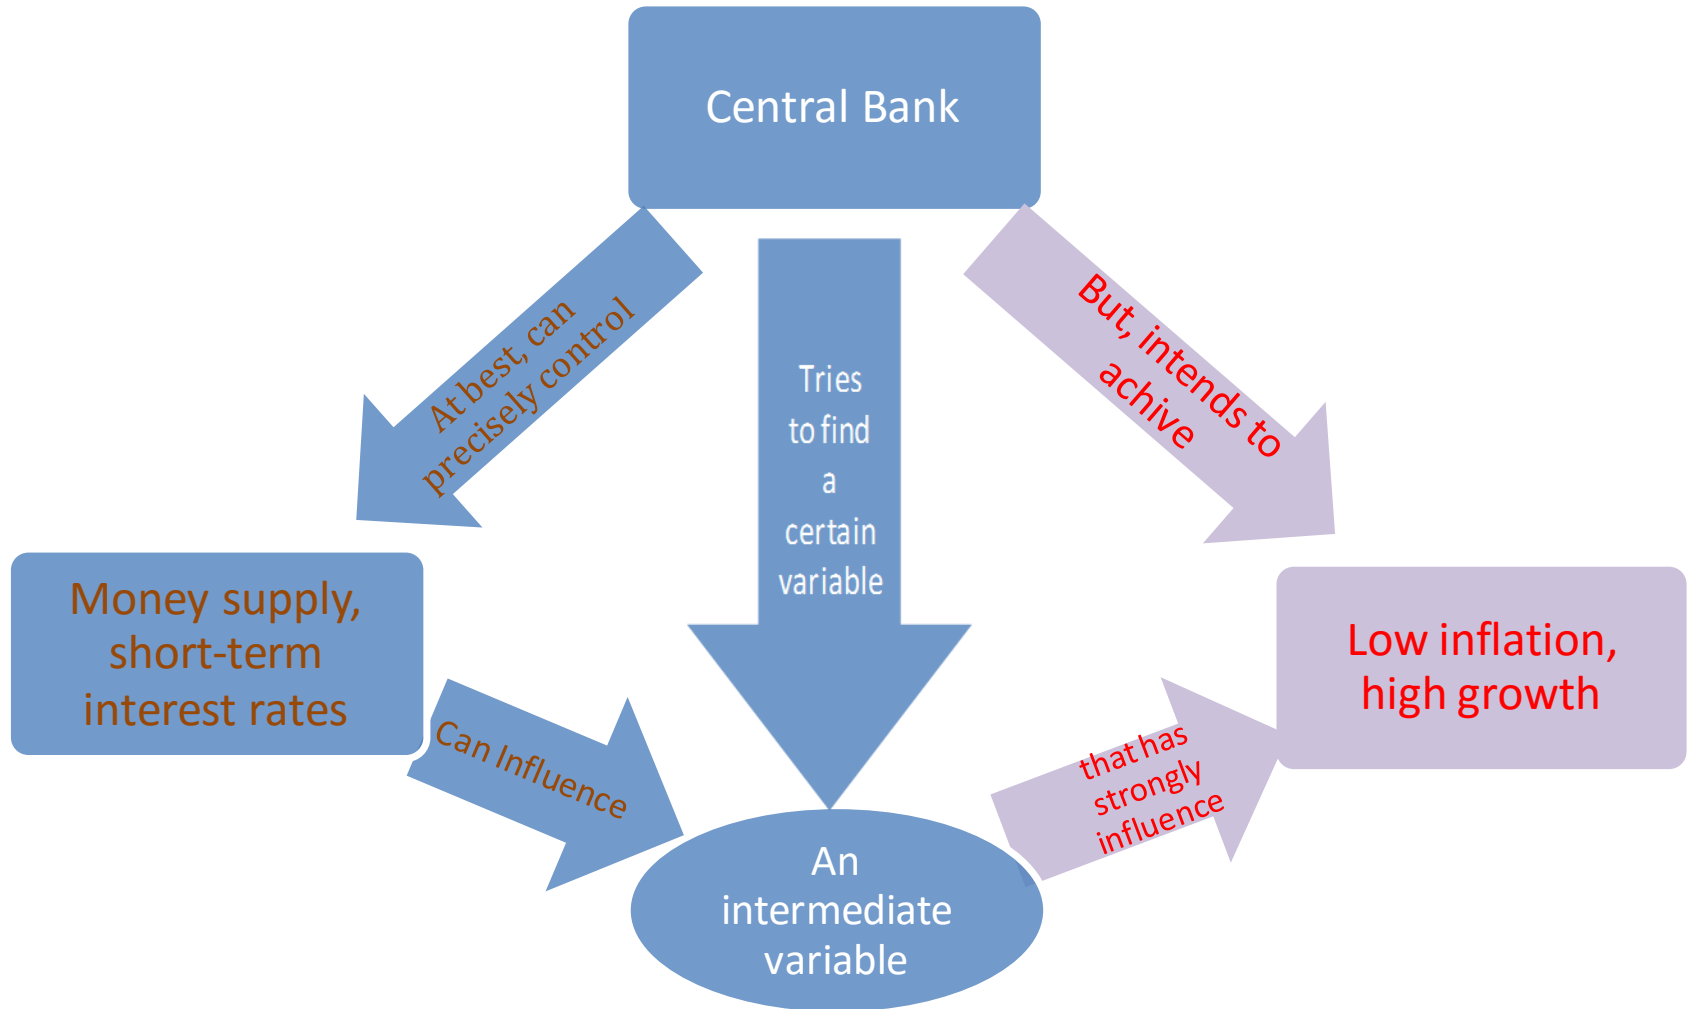 Central Bank
At best, can
precisely control
Tries
to find
a
certain
variable
But, intends to
achive
Money supply,
short-term
interest rates
Low inflation,
high growth
Can Influence
that has
strongly
influence
An
intermediate
variable